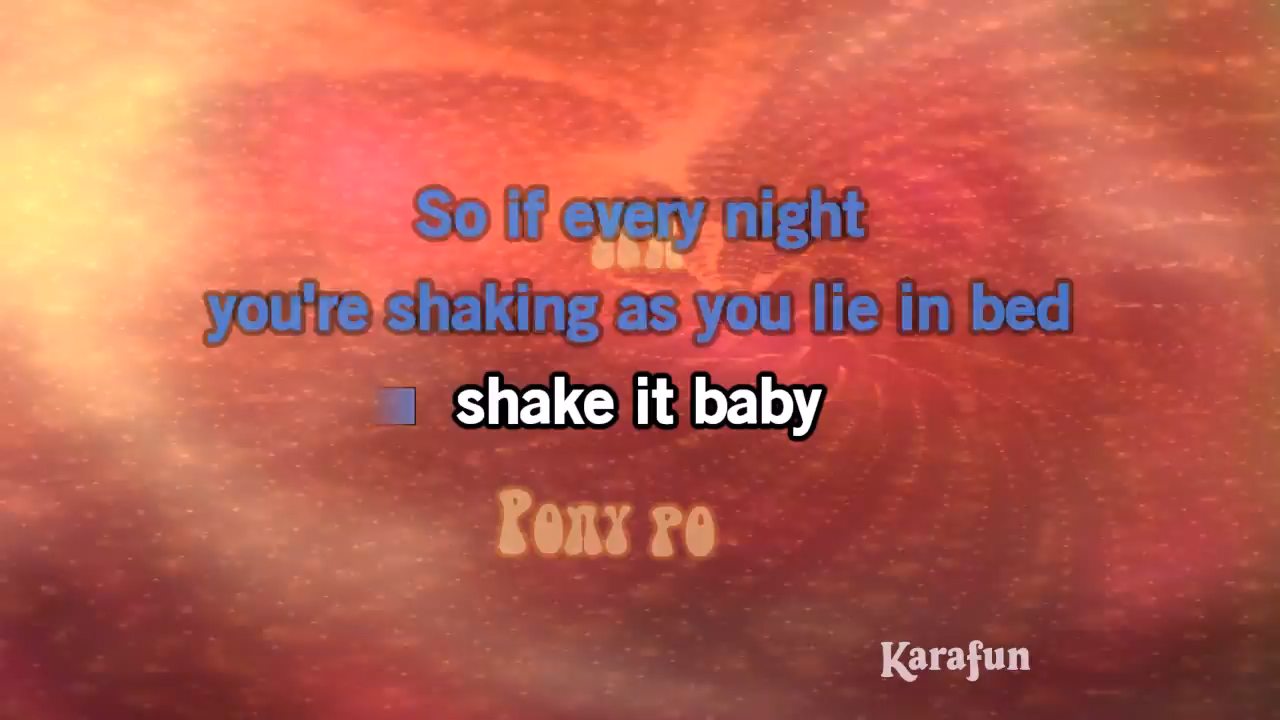 So if every night
you're shaking as you lie in bed
shake it baby
Pony po
Karafun